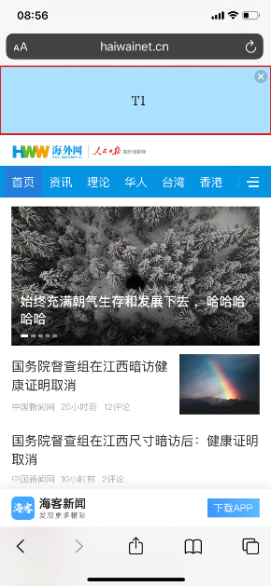 08:56
AA haiwainet.cn
T1
HWW 海外网 人民日报
首页 资讯 理论 华人 台湾 香港
始终充满朝气生存和发展下去，哈哈哈
哈哈
国务院督查组在江西暗访健
康证明取消
中国新闻网 20小时前 12评论
国务院督查组在江西尺寸暗访后：健康证明
取消
中国新闻网 10小时前 2评论
海客 海客新闻 下载APP
发现更多精彩